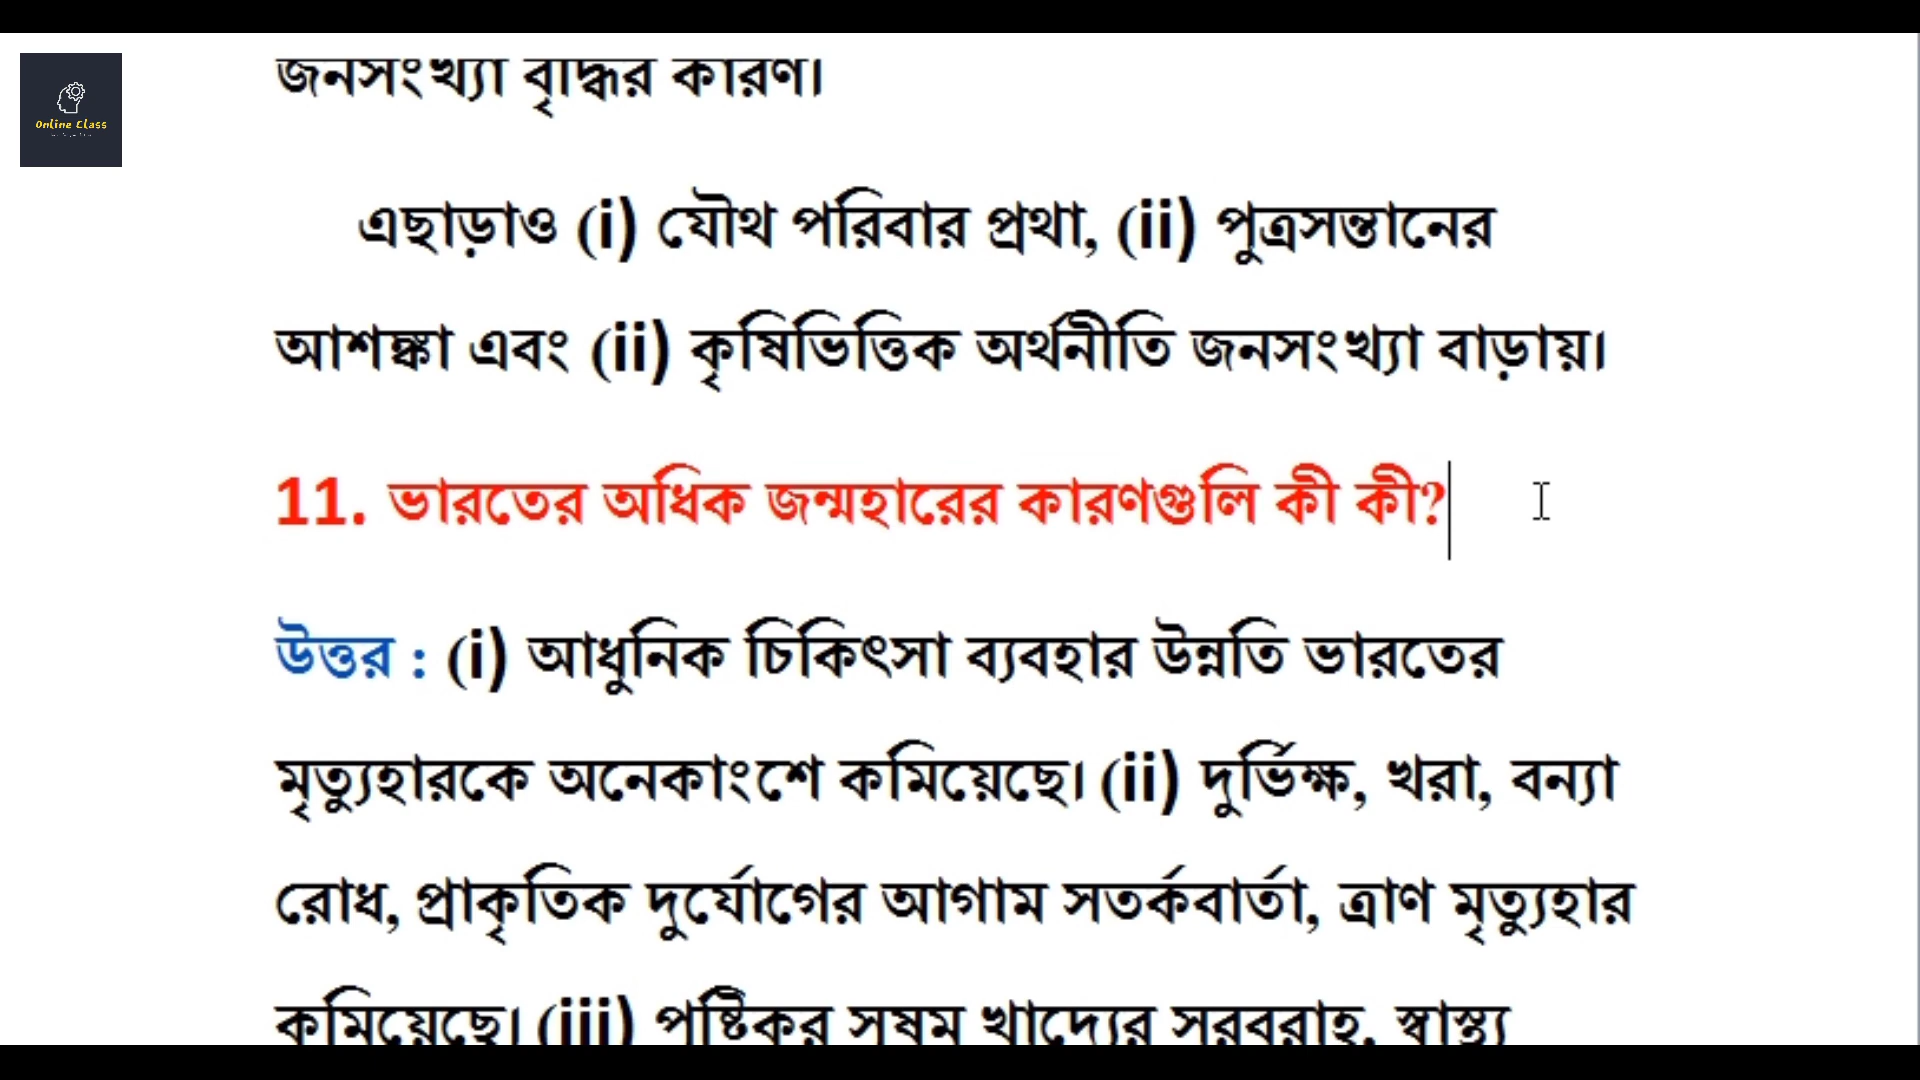 জনসংখ্যা বৃদ্ধির কারণ।
Online Class
এছাড়াও (i) যৌথ পরিবার প্রথা, (ii) পুত্রসন্তানের
আশঙ্কা এবং (ii) কৃষিভিত্তিক অর্থনীতি জনসংখ্যা বাড়ায়।
11. ভারতের অধিক জন্মহারের কারণগুলি কী কী?
উত্তর : (i) আধুনিক চিকিৎসা ব্যবহার উন্নতি ভারতের
মৃত্যুহারকে অনেকাংশে কমিয়েছে। (ii) দুর্ভিক্ষ, খরা, বন্যা
রোধ, প্রাকৃতিক দুর্যোগের আগাম সতর্কবার্তা, ত্রাণ মৃত্যুহার
কমিয়েছে। (iii) পুষ্টিকর সুষম খাদ্যের সরবরাহ, স্বাস্থ্য